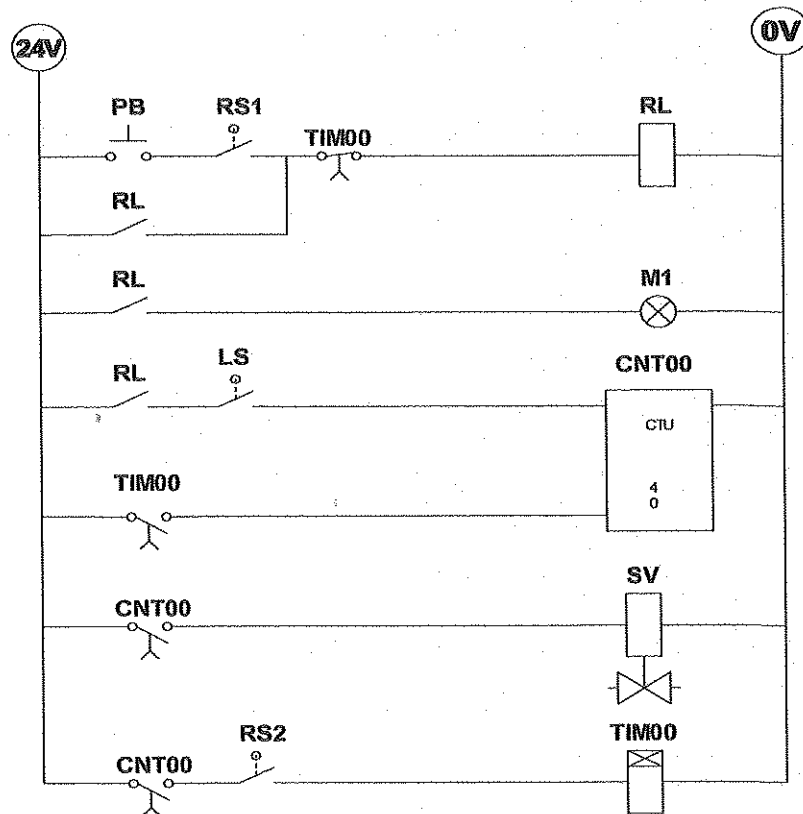 24V 0V
PB RS1 TIM00 RL
RL
RL M1
RL LS CNT00
CTU
4
0
TIM00
CNT00 SV
CNT00 RS2 TIM00